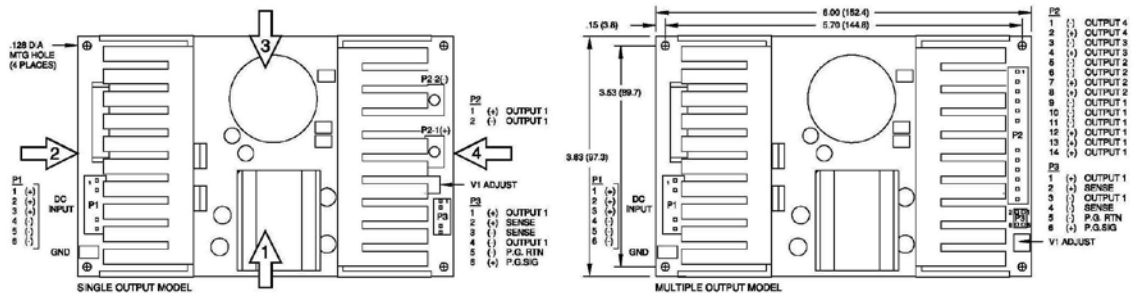 .128 DIA
MTG HOLE
(4 PLACES)
3
P2-2(-)
P2-1(+)
2
4
P2
1 (+) OUTPUT 1
2 (-) OUTPUT 1
P1
1 (+)
2 (+)
3 (+)
4 (-)
5 (-)
6 (-)
DC
INPUT
1
P1
GND
1
V1 ADJUST
P3
P3
1 (+) OUTPUT 1
2 (+) SENSE
3 (-) SENSE
4 (-) OUTPUT 1
5 (-) P.G. RTN
6 (+) P.G.SIG
SINGLE OUTPUT MODEL
6.00 (152.4)
.15 (3.8)
5.70 (144.8)
3.53 (89.7)
3.83 (97.3)
P1
1 (+)
2 (+)
3 (+)
4 (-)
5 (-)
6 (-)
DC
INPUT
1
P1
GND
1
P2
P3
P2
1 (-) OUTPUT 4
2 (+) OUTPUT 4
3 (-) OUTPUT 3
4 (+) OUTPUT 3
5 (-) OUTPUT 2
6 (-) OUTPUT 2
7 (+) OUTPUT 2
8 (+) OUTPUT 2
9 (-) OUTPUT 1
10 (-) OUTPUT 1
11 (-) OUTPUT 1
12 (+) OUTPUT 1
13 (+) OUTPUT 1
14 (+) OUTPUT 1
P3
1 (+) OUTPUT 1
2 (+) SENSE
3 (-) OUTPUT 1
4 (-) SENSE
5 (-) P.G. RTN
6 (+) P.G.SIG
V1 ADJUST
MULTIPLE OUTPUT MODEL